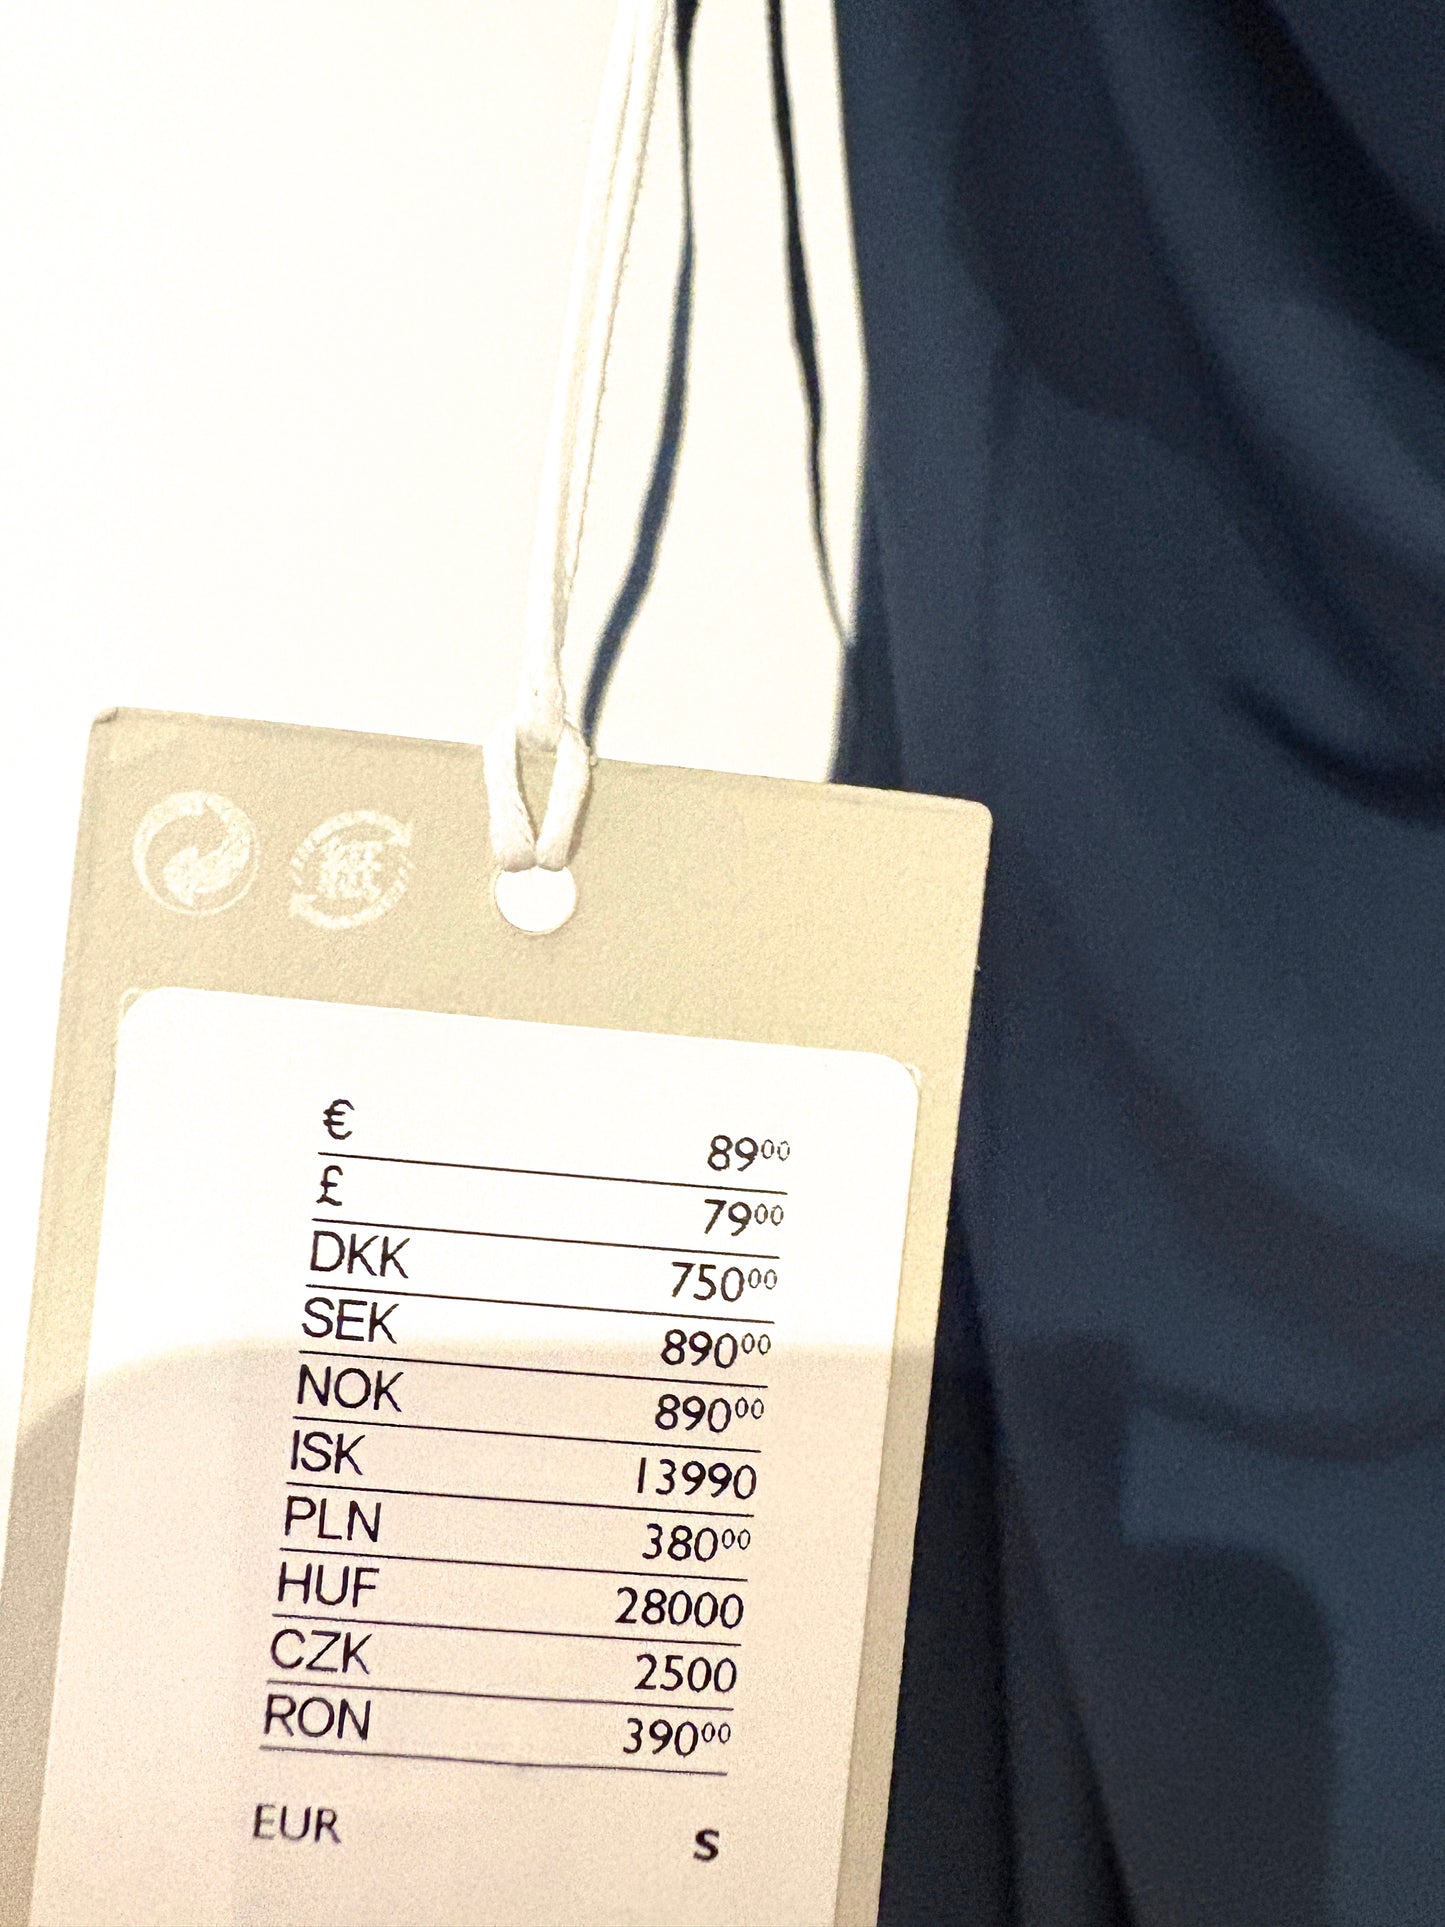 € 89⁰⁰
£ 79⁰⁰
DKK 750⁰⁰
SEK 890⁰⁰
NOK 890⁰⁰
ISK 13990
PLN 380⁰⁰
HUF 28000
CZK 2500
RON 390⁰⁰
EUR S